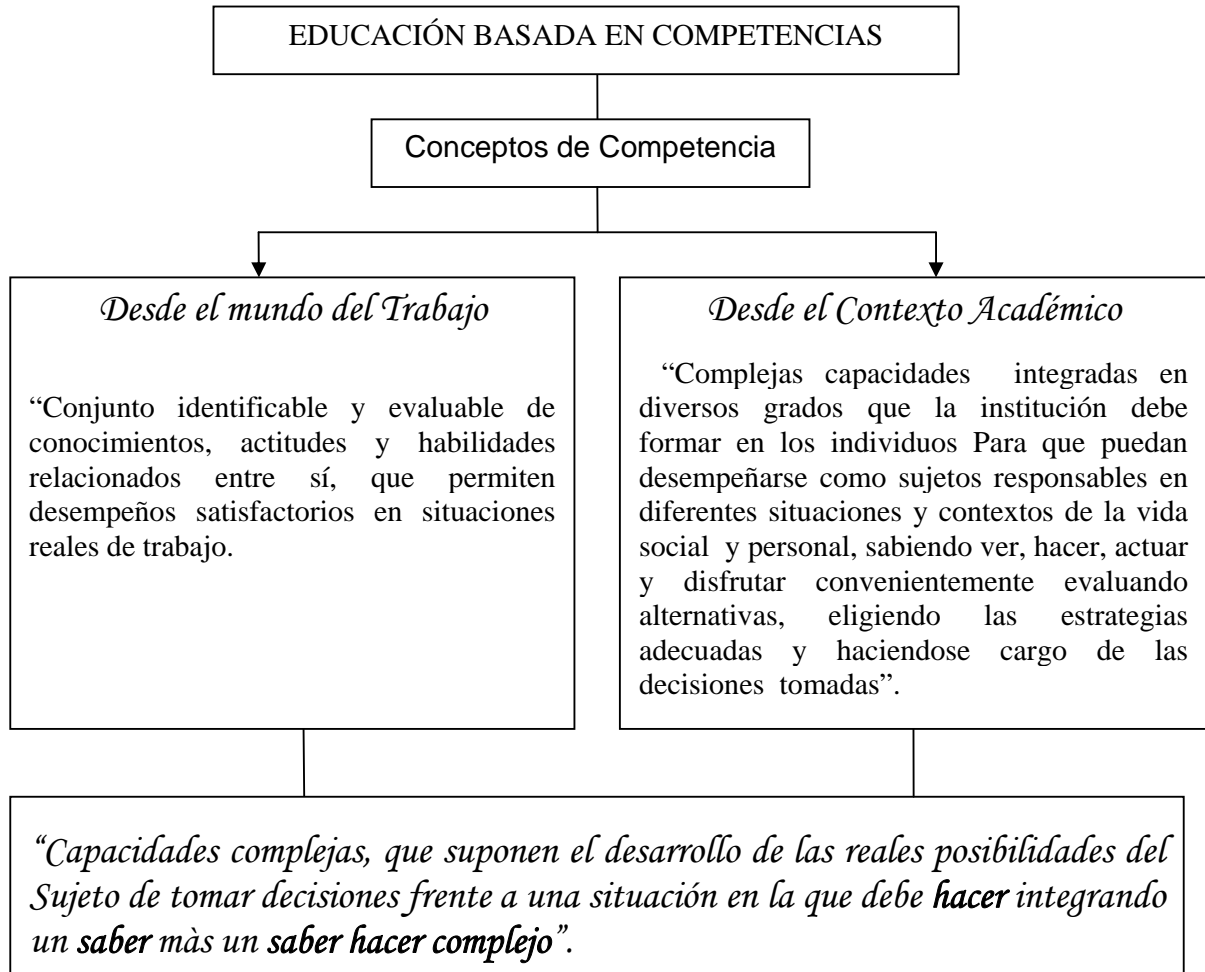 EDUCACIÓN BASADA EN COMPETENCIAS
Conceptos de Competencia
Desde el mundo del Trabajo
“Conjunto identificable y evaluable de
conocimientos, actitudes y habilidades
relacionados entre sí, que permiten
desempeños satisfactorios en situaciones
reales de trabajo.
Desde el Contexto Académico
“Complejas capacidades integradas en
diversos grados que la institución debe
formar en los individuos Para que puedan
desempeñarse como sujetos responsables en
diferentes situaciones y contextos de la vida
social y personal, sabiendo ver, hacer, actuar
y disfrutar convenientemente evaluando
alternativas, eligiendo las estrategias
adecuadas y haciendose cargo de las
decisiones tomadas”.
“Capacidades complejas, que suponen el desarrollo de las reales posibilidades del
Sujeto de tomar decisiones frente a una situación en la que debe hacer integrando
un saber màs un saber hacer complejo”.